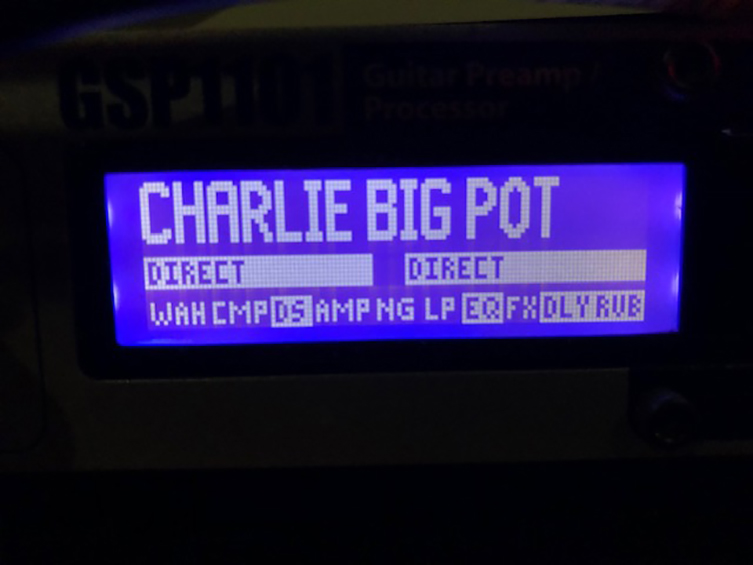 GSP1101 Guitar Preamp /
Processor
CHARLIE BIG POT
DIRECT DIRECT
WAH CMP DS AMP NG LP EQ FX DLY RVB